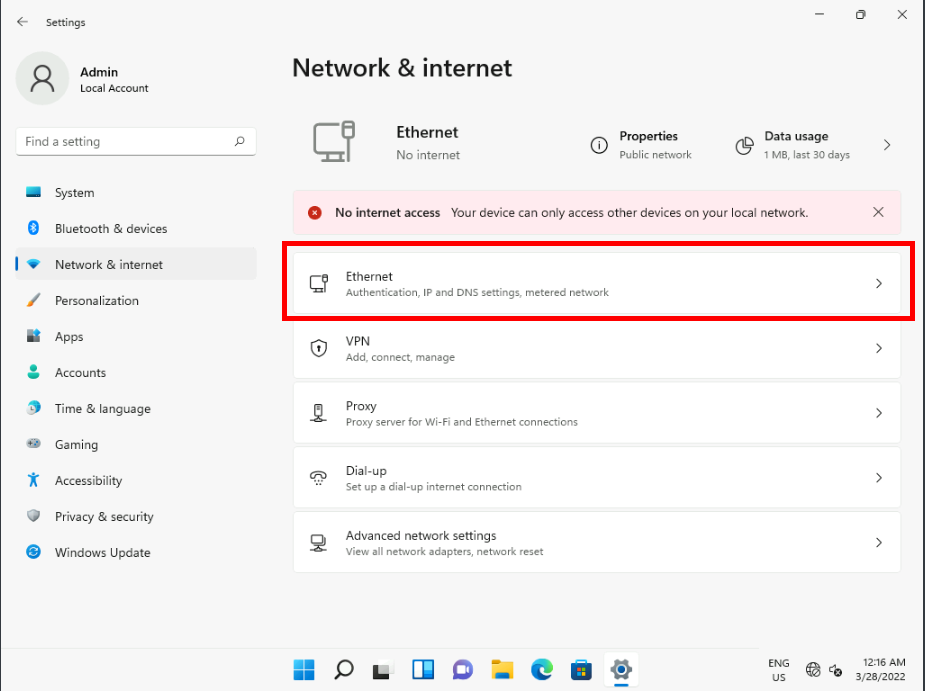 Settings
Admin
Local Account
Find a setting
System
Bluetooth & devices
Network & internet
Personalization
Apps
Accounts
Time & language
Gaming
Accessibility
Privacy & security
Windows Update
Network & internet
Ethernet
No internet
Properties
Public network
Data usage
1 MB, last 30 days
No internet access Your device can only access other devices on your local network.
Ethernet
Authentication, IP and DNS settings, metered network
VPN
Add, connect, manage
Proxy
Proxy server for Wi-Fi and Ethernet connections
Dial-up
Set up a dial-up internet connection
Advanced network settings
View all network adapters, network reset
ENG
US
12:16 AM
3/28/2022